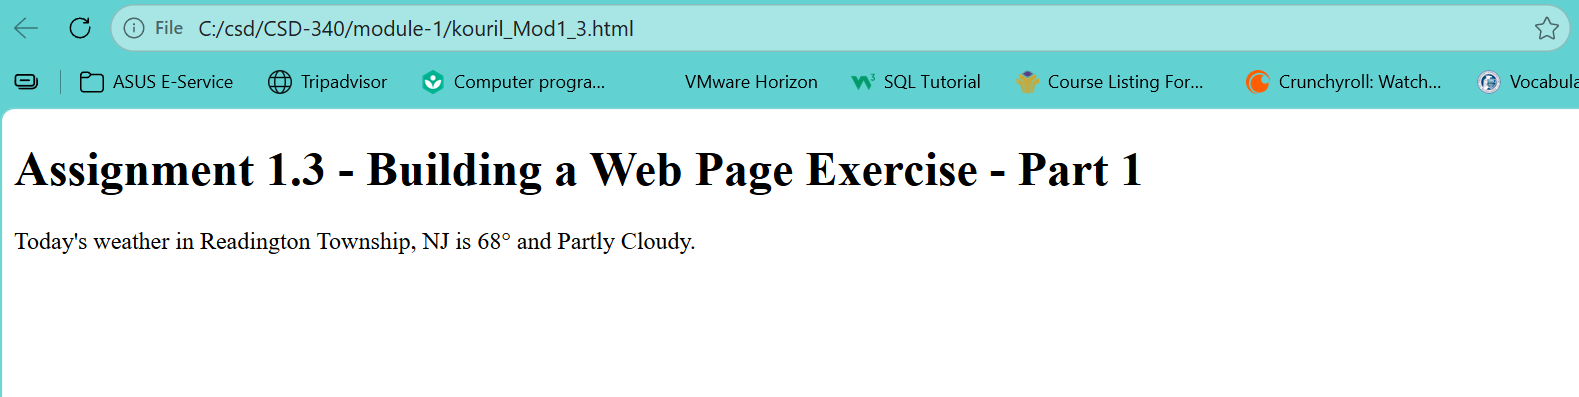 File C:/csd/CSD-340/module-1/kouril_Mod1_3.html
ASUS E-Service Tripadvisor Computer progra... VMware Horizon W3 SQL Tutorial Course Listing For... Crunchyroll: Watch... Vocabula
Assignment 1.3 - Building a Web Page Exercise - Part 1
Today's weather in Readington Township, NJ is 68° and Partly Cloudy.